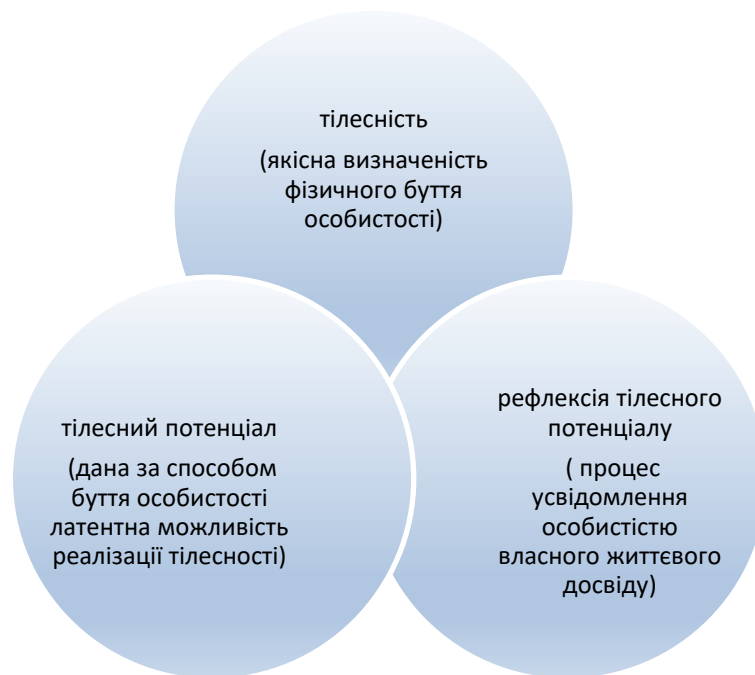 тілесність
(якісна визначеність
фізичного буття
особистості)
тілесний потенціал
(дана за способом
буття особистості
латентна можливість
реалізації тілесності)
рефлексія тілесного
потенціалу
( процес
усвідомлення
особистістю
власного життєвого
досвіду)